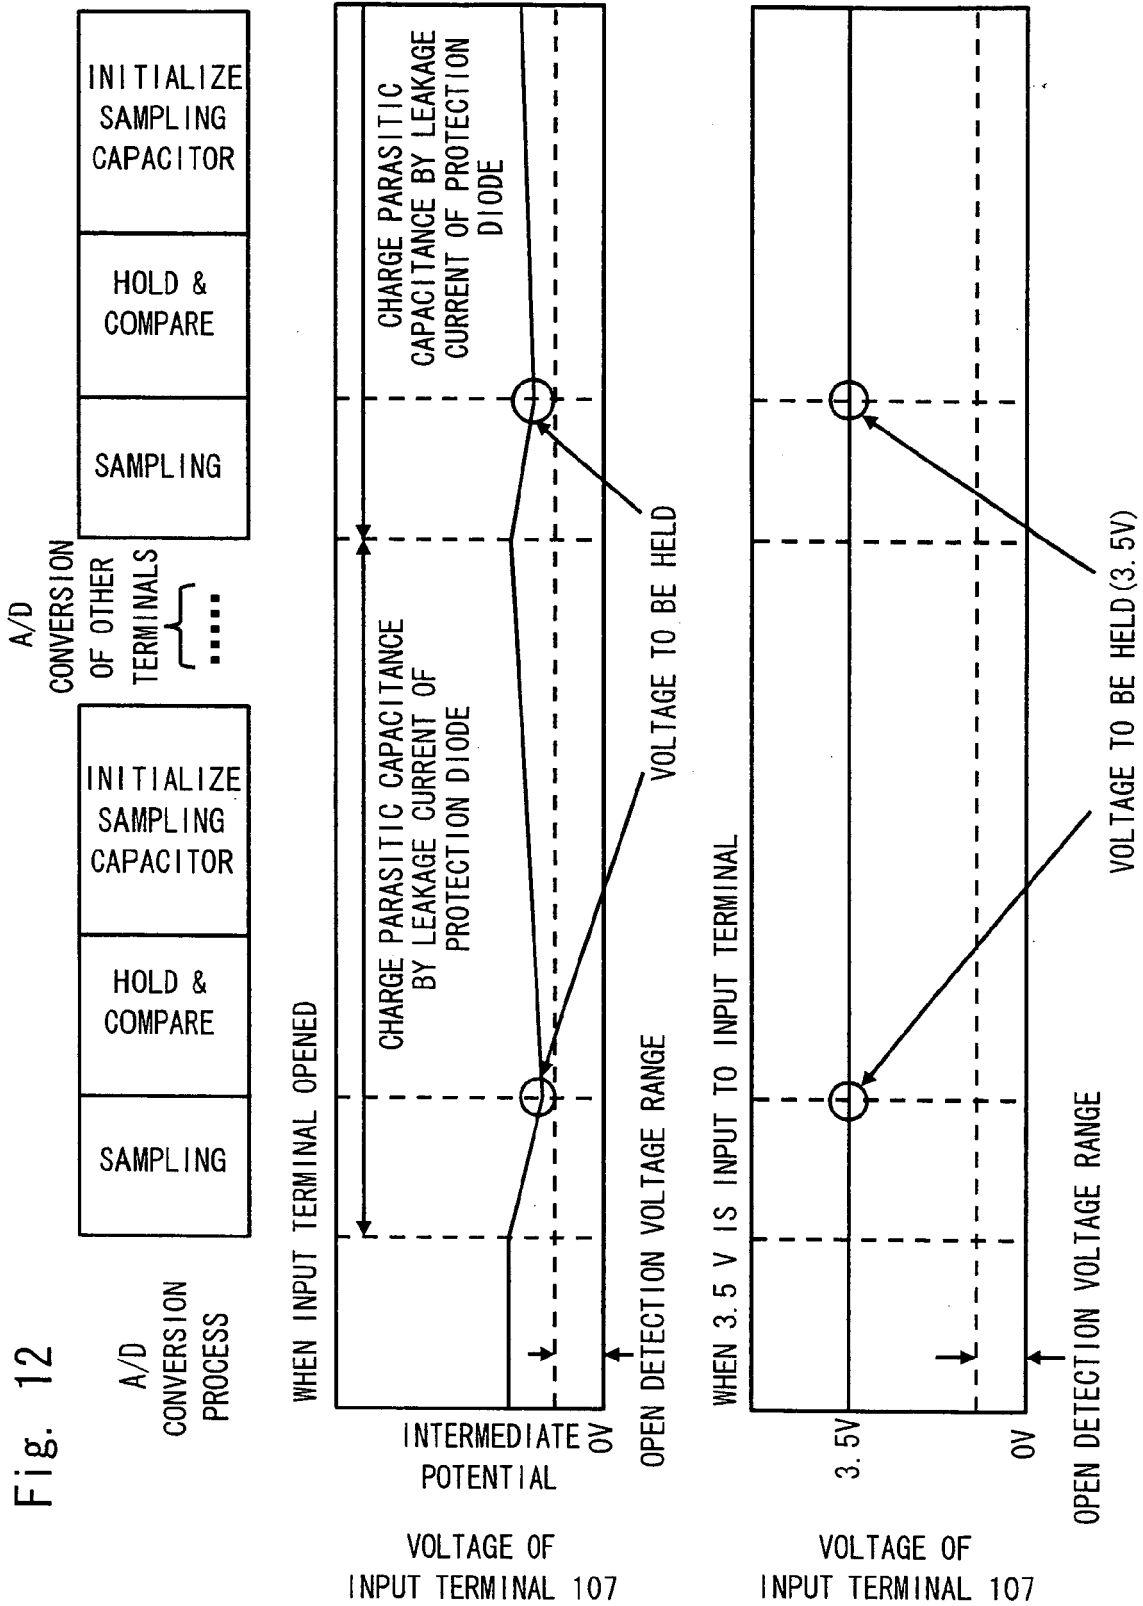 Fig. 12
A/D
CONVERSION
PROCESS
SAMPLING
HOLD &
COMPARE
INITIALIZE
SAMPLING
CAPACITOR
A/D
CONVERSION
OF OTHER
TERMINALS
SAMPLING
HOLD &
COMPARE
INITIALIZE
SAMPLING
CAPACITOR
WHEN INPUT TERMINAL OPENED
CHARGE PARASITIC CAPACITANCE
BY LEAKAGE CURRENT OF
PROTECTION DIODE
CHARGE PARASITIC
CAPACITANCE BY LEAKAGE
CURRENT OF PROTECTION
DIODE
INTERMEDIATE
POTENTIAL
0V
VOLTAGE OF
INPUT TERMINAL 107
OPEN DETECTION VOLTAGE RANGE
VOLTAGE TO BE HELD
WHEN 3.5 V IS INPUT TO INPUT TERMINAL
3.5V
0V
VOLTAGE OF
INPUT TERMINAL 107
OPEN DETECTION VOLTAGE RANGE
VOLTAGE TO BE HELD(3.5V)